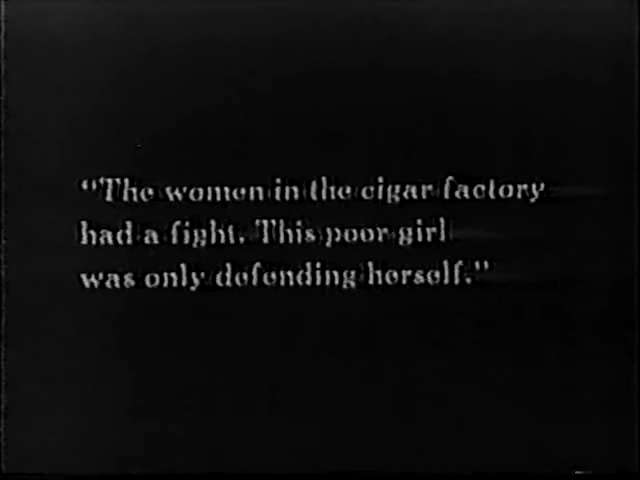 "The women in the cigar factory
had a fight. This poor girl
was only defending herself."